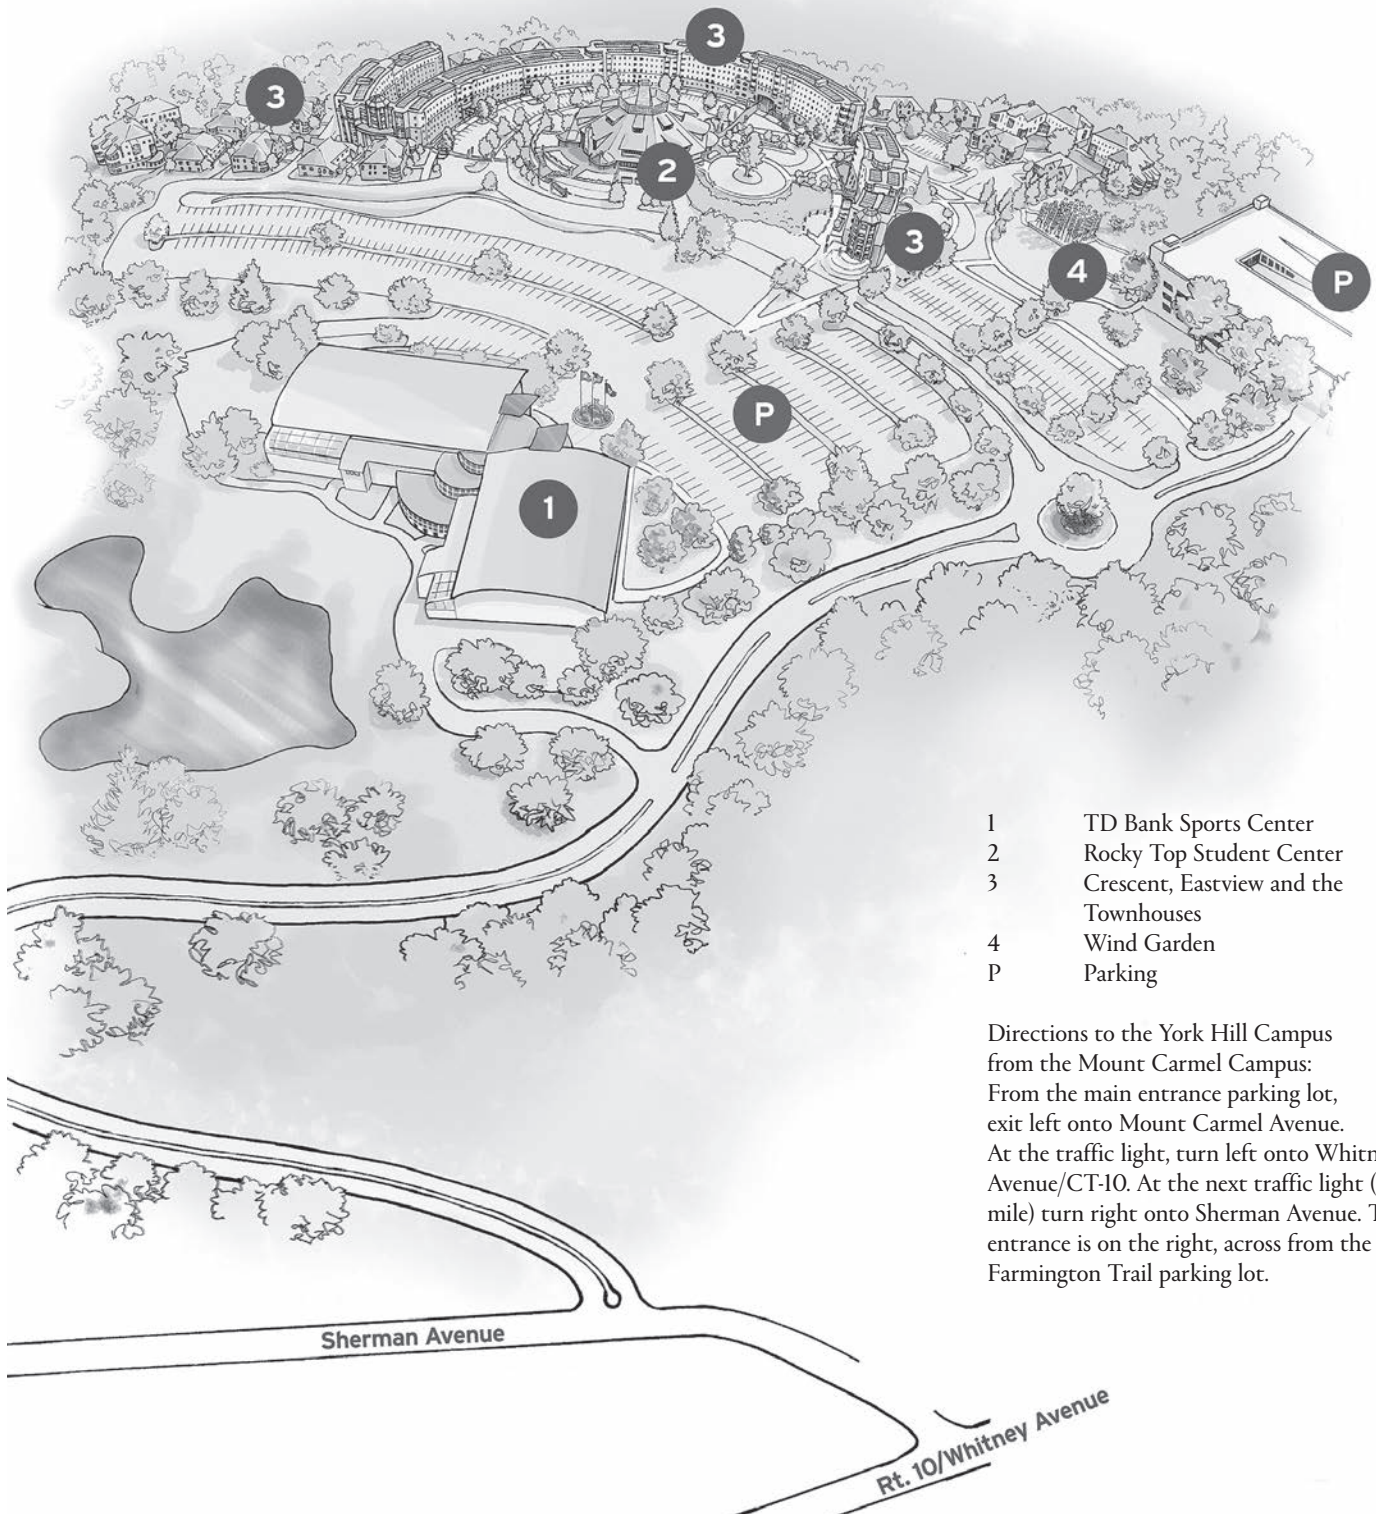 3
3
2
3
4
P
P
1
1 TD Bank Sports Center
2 Rocky Top Student Center
3 Crescent, Eastview and the
Townhouses
4 Wind Garden
P Parking
Directions to the York Hill Campus
from the Mount Carmel Campus:
From the main entrance parking lot,
exit left onto Mount Carmel Avenue.
At the traffic light, turn left onto Whitn
Avenue/CT-10. At the next traffic light (
mile) turn right onto Sherman Avenue. T
entrance is on the right, across from the
Farmington Trail parking lot.
Sherman Avenue
Rt. 10/Whitney Avenue